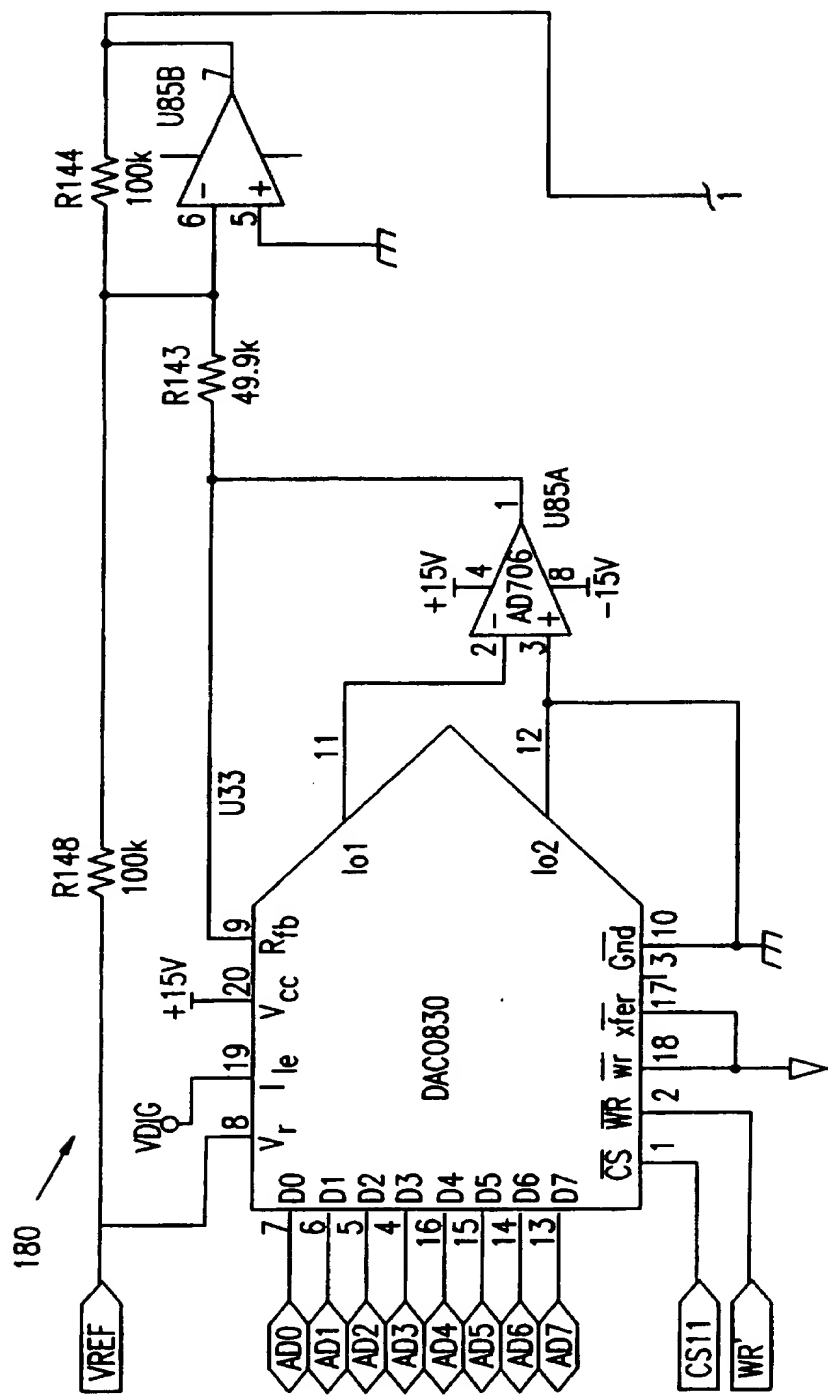 180
VREF
R148
100k
R144
100k
U85B
7
6
-
5
+
R143
49.9k
1
VDIG
+15V
8
19
20
9
Vr
Ile
Vcc
Rfb
U33
11
Io1
12
Io2
+15V
4
2
-
AD706
3
+
8
-15V
1
U85A
DAC0830
AD0
7
D0
AD1
6
D1
AD2
5
D2
AD3
4
D3
AD4
16
D4
AD5
15
D5
AD6
14
D6
AD7
13
D7
CS
WR
wr
xfer
Gnd
1
2
18
17
3
10
CS11
WR'